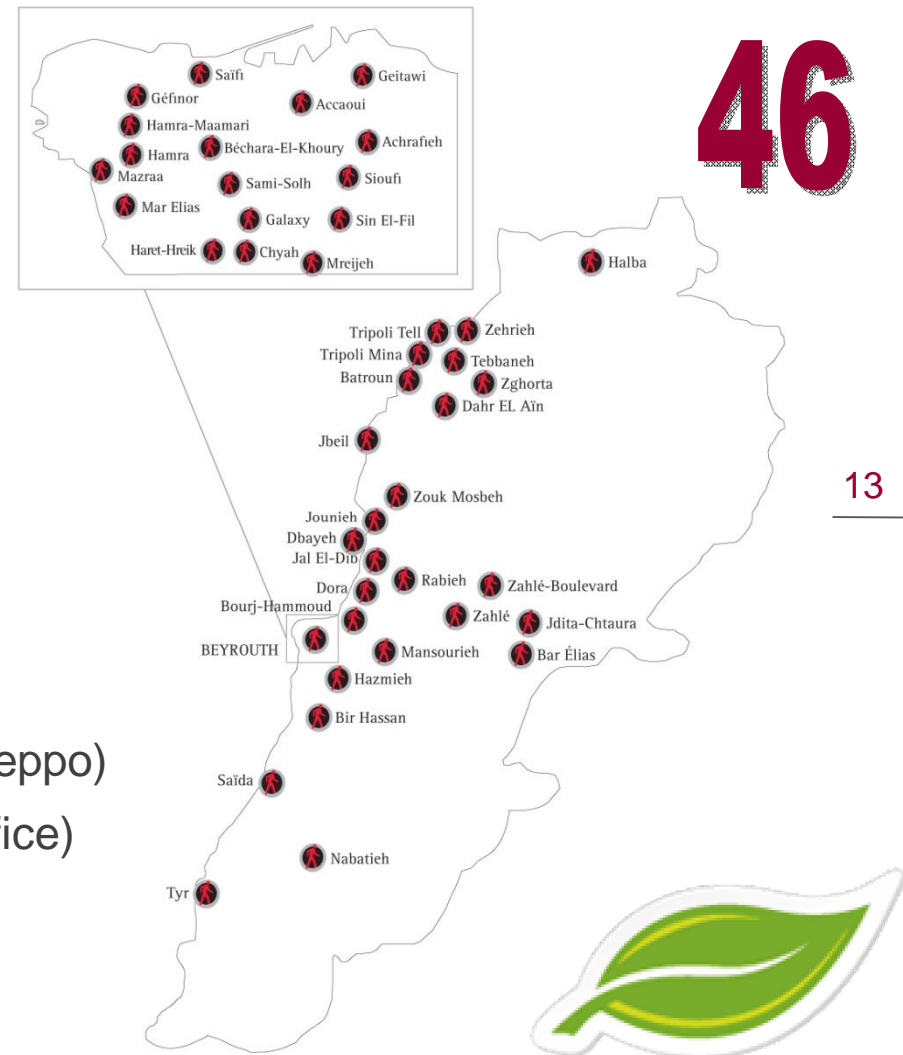 46
Saïfi
Geitawi
Géfinor
Accaoui
Hamra-Maamari
Béchara-El-Khoury
Achrafieh
Hamra
Mazraa
Sami-Solh
Sioufi
Mar Elias
Galaxy
Sin El-Fil
Haret-Hreik
Chyah
Mreijeh
Halba
Tripoli Tell
Zehrieh
Tripoli Mina
Tebbaneh
Batroun
Zghorta
Dahr EL Aïn
Jbeil
13
Zouk Mosbeh
Jounieh
Dbayeh
Jal El-Dib
Rabieh
Zahlé-Boulevard
Dora
Bourj-Hammoud
Zahlé
Jdita-Chtaura
BEYROUTH
Mansourieh
Bar Élias
Hazmieh
Bir Hassan
eppo)
Saïda
fice)
Nabatieh
Tyr